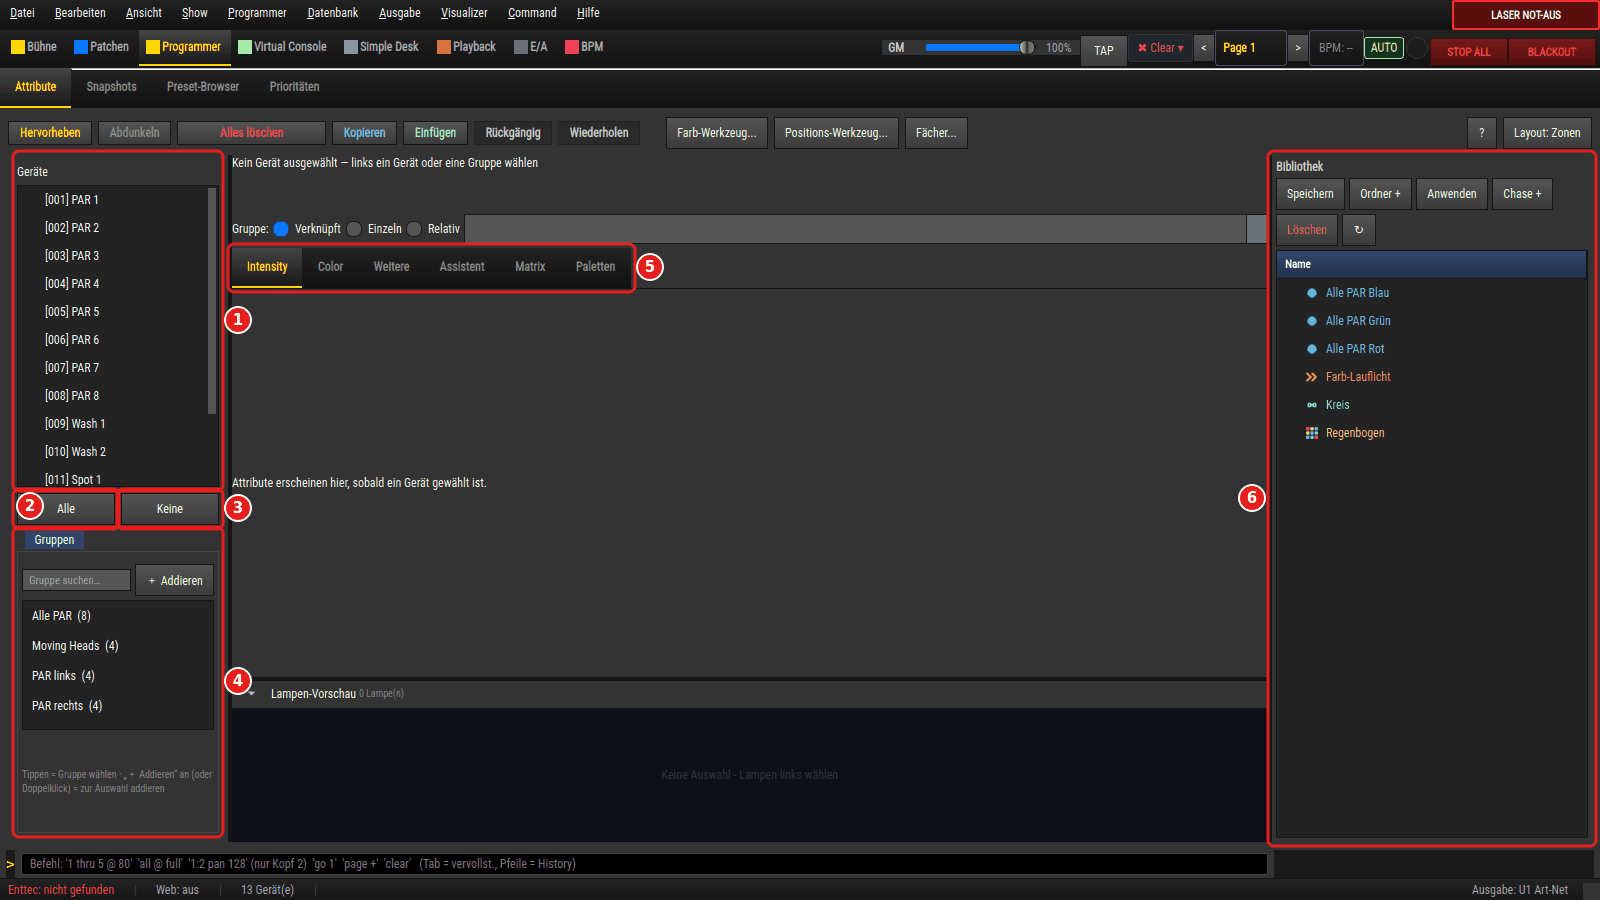 Datei Bearbeiten Ansicht Show Programmer Datenbank Ausgabe Visualizer Command Hilfe
LASER NOT-AUS
Bühne Patchen Programmer Virtual Console Simple Desk Playback E/A BPM
GM 100% TAP ✖ Clear ▾ < Page 1 > BPM: -- AUTO STOP ALL BLACKOUT
Attribute Snapshots Preset-Browser Prioritäten
Hervorheben Abdunkeln Alles löschen Kopieren Einfügen Rückgängig Wiederholen Farb-Werkzeug... Positions-Werkzeug... Fächer... ? Layout: Zonen
Geräte
[001] PAR 1
[002] PAR 2
[003] PAR 3
[004] PAR 4
[005] PAR 5
[006] PAR 6
[007] PAR 7
[008] PAR 8
[009] Wash 1
[010] Wash 2
[011] Spot 1
1
2
Alle
Keine
3
Gruppen
Gruppe suchen...
+ Addieren
Alle PAR (8)
Moving Heads (4)
PAR links (4)
PAR rechts (4)
4
Tippen = Gruppe wählen · „ + Addieren“ an (oder
Doppelklick) = zur Auswahl addieren
Kein Gerät ausgewählt — links ein Gerät oder eine Gruppe wählen
Gruppe: Verknüpft Einzeln Relativ
Intensity Color Weitere Assistent Matrix Paletten
5
Attribute erscheinen hier, sobald ein Gerät gewählt ist.
Lampen-Vorschau 0 Lampe(n)
Keine Auswahl - Lampen links wählen
Bibliothek
Speichern Ordner + Anwenden Chase +
Löschen ↻
Name
Alle PAR Blau
Alle PAR Grün
Alle PAR Rot
Farb-Lauflicht
Kreis
Regenbogen
6
> Befehl: '1 thru 5 @ 80' 'all @ full' '1:2 pan 128' (nur Kopf 2) 'go 1' 'page +' 'clear' (Tab = vervollst., Pfeile = History)
Enttec: nicht gefunden Web: aus 13 Gerät(e) Ausgabe: U1 Art-Net